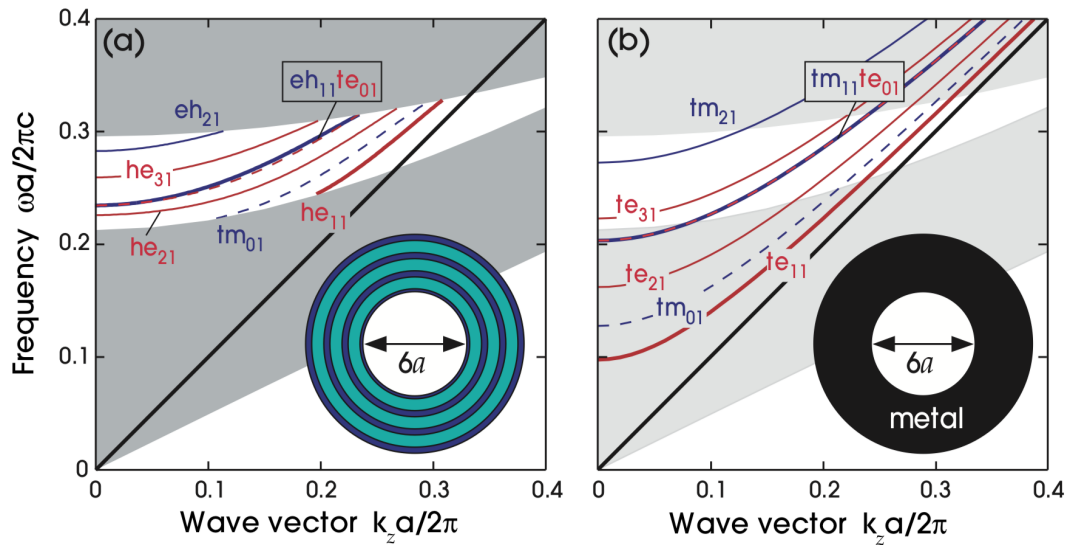 (a)
0.4
0.3
0.2
0.1
0
Frequency ωa/2πc
eh₂₁
eh₁₁te₀₁
he₃₁
he₂₁
tm₀₁
he₁₁
6a
0
0.1
0.2
0.3
0.4
Wave vector k_z a/2π
(b)
tm₂₁
tm₁₁te₀₁
te₃₁
te₂₁
te₁₁
tm₀₁
6a
metal
0
0.1
0.2
0.3
0.4
Wave vector k_z a/2π